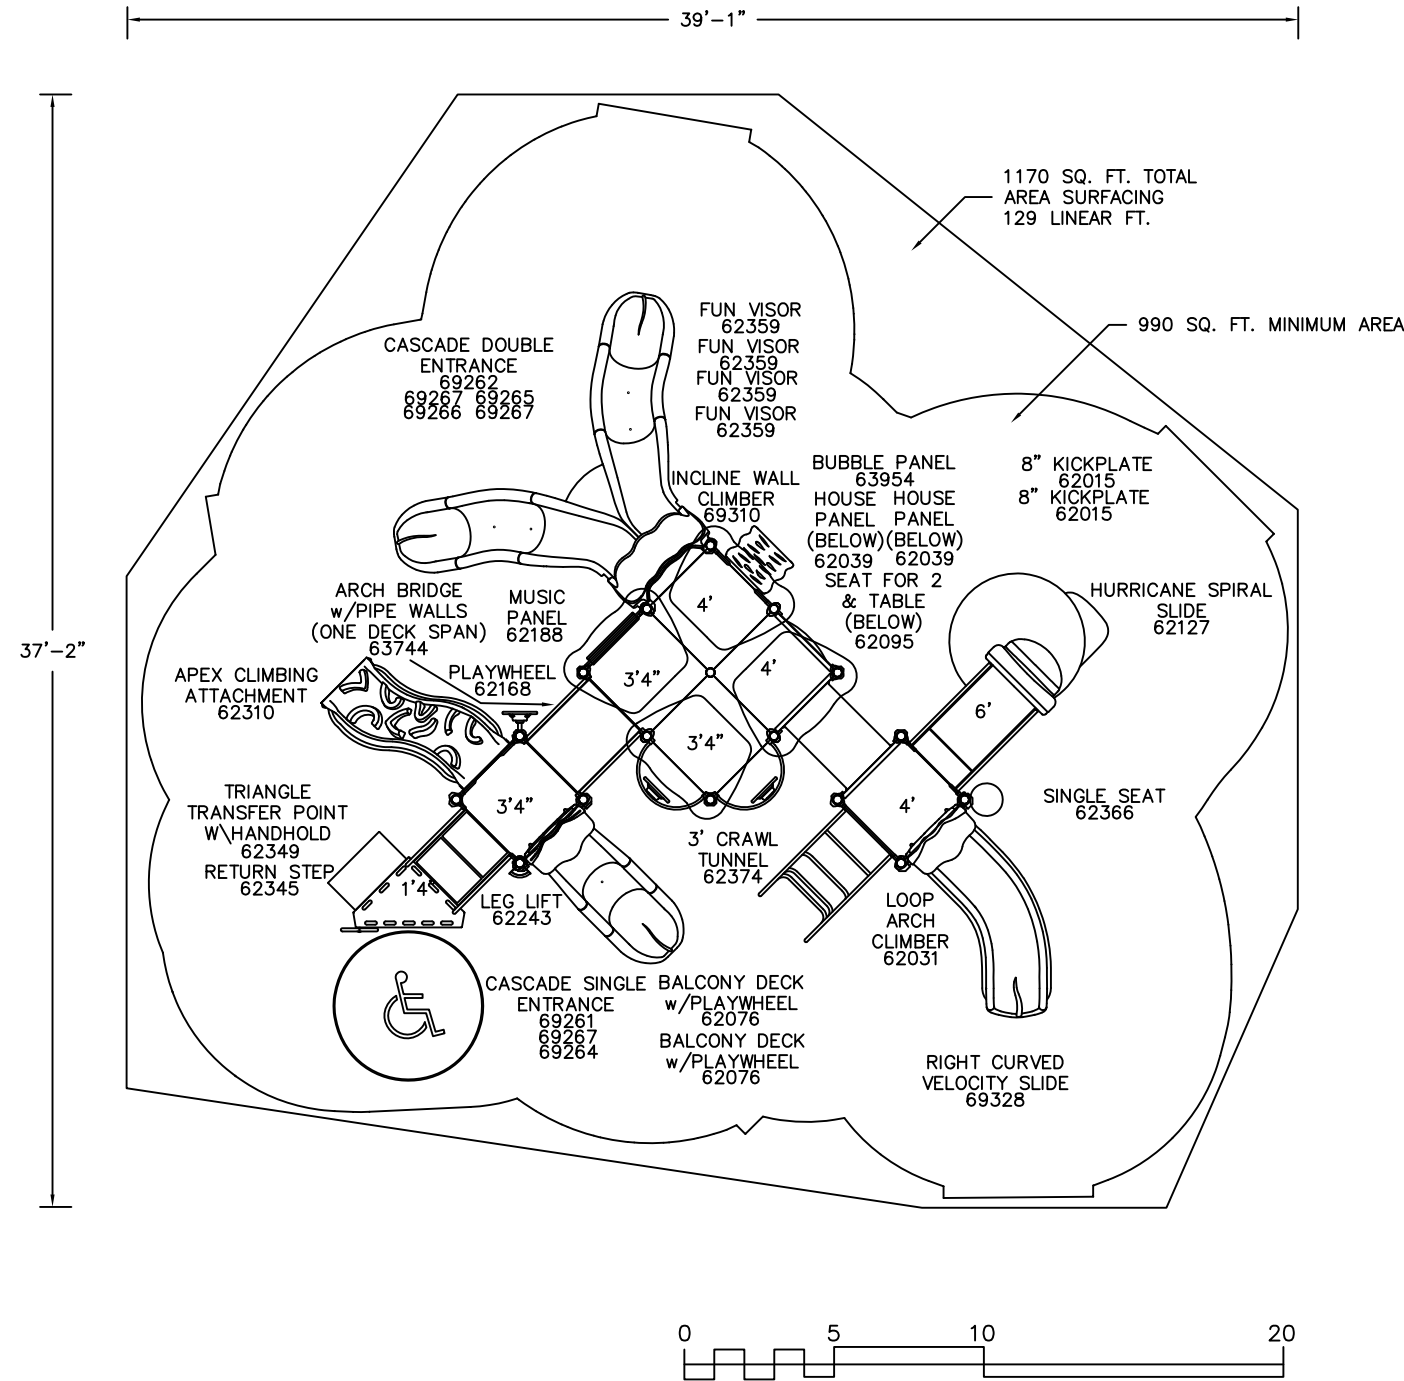 39'-1"
1170 SQ. FT. TOTAL
AREA SURFACING
129 LINEAR FT.
990 SQ. FT. MINIMUM AREA
FUN VISOR
62359
FUN VISOR
62359
FUN VISOR
62359
FUN VISOR
62359
CASCADE DOUBLE
ENTRANCE
69262
69267 69265
69266 69267
INCLINE WALL
CLIMBER
69310
BUBBLE PANEL
63954
HOUSE HOUSE
PANEL PANEL
(BELOW)(BELOW)
62039 62039
SEAT FOR 2
& TABLE
(BELOW)
62095
8" KICKPLATE
62015
8" KICKPLATE
62015
HURRICANE SPIRAL
SLIDE
62127
ARCH BRIDGE
w/PIPE WALLS
(ONE DECK SPAN)
63744
MUSIC
PANEL
62188
PLAYWHEEL
62168
37'-2"
APEX CLIMBING
ATTACHMENT
62310
4'
3'4"
4'
3'4"
6'
3'4"
4'
1'4"
TRIANGLE
TRANSFER POINT
W\HANDHOLD
62349
RETURN STEP
62345
SINGLE SEAT
62366
3' CRAWL
TUNNEL
62374
LEG LIFT
62243
LOOP
ARCH
CLIMBER
62031
CASCADE SINGLE
ENTRANCE
69261
69267
69264
BALCONY DECK
w/PLAYWHEEL
62076
BALCONY DECK
w/PLAYWHEEL
62076
RIGHT CURVED
VELOCITY SLIDE
69328
0 5 10 20